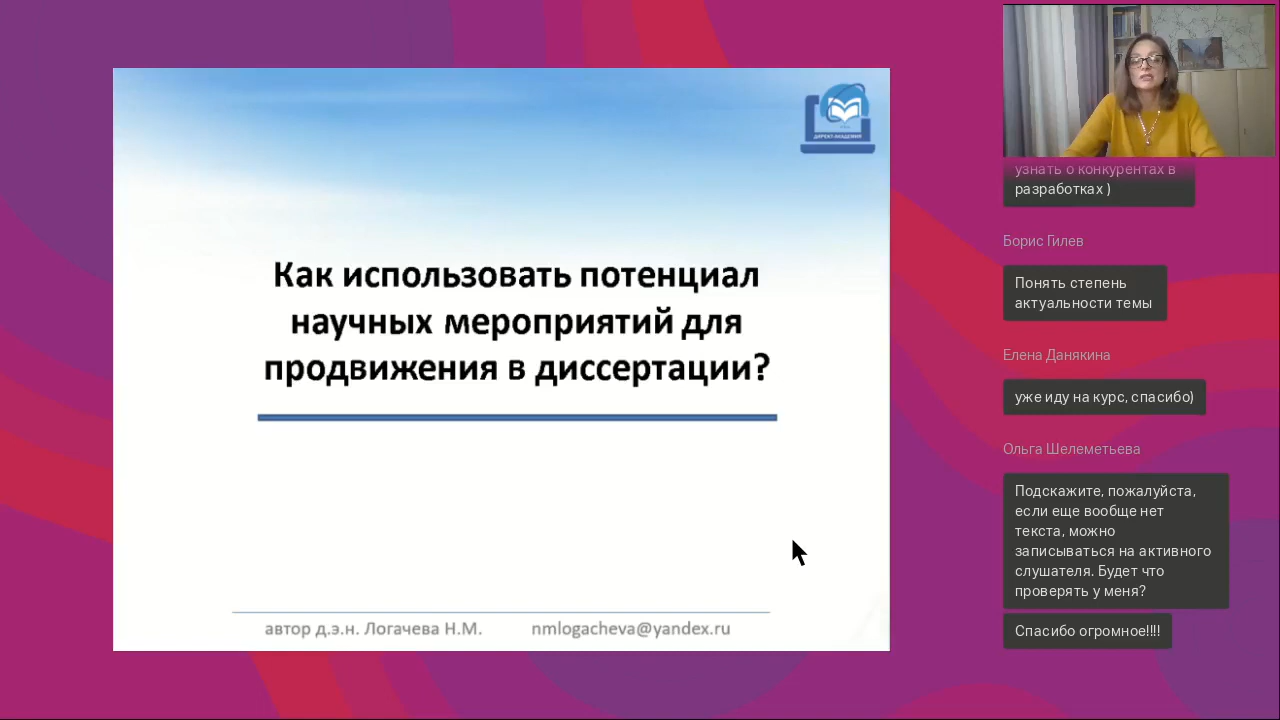 ДИРЕКТ-АКАДЕМИЯ
Как использовать потенциал
научных мероприятий для
продвижения в диссертации?
автор д.э.н. Логачева Н.М. nmlogacheva@yandex.ru
узнать о конкурентах в
разработках )
Борис Гилев
Понять степень
актуальности темы
Елена Данякина
уже иду на курс, спасибо)
Ольга Шелеметьева
Подскажите, пожалуйста,
если еще вообще нет
текста, можно
записываться на активного
слушателя. Будет что
проверять у меня?
Спасибо огромное!!!!